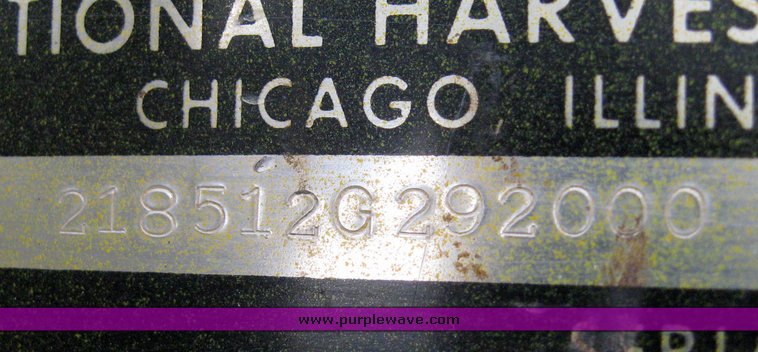 TIONAL HARVES
CHICAGO, ILLIN
218512G292000
www.purplewave.com